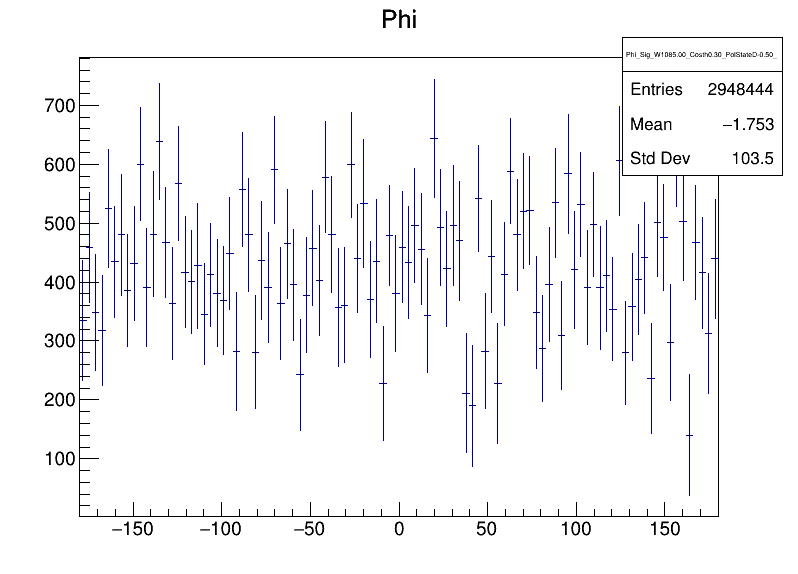 Phi
Phi_Sig_W1085.00_Costh0.30_PolStateD-0.50_
Entries 2948444
Mean −1.753
Std Dev 103.5
700
600
500
400
300
200
100
−150 −100 −50 0 50 100 150